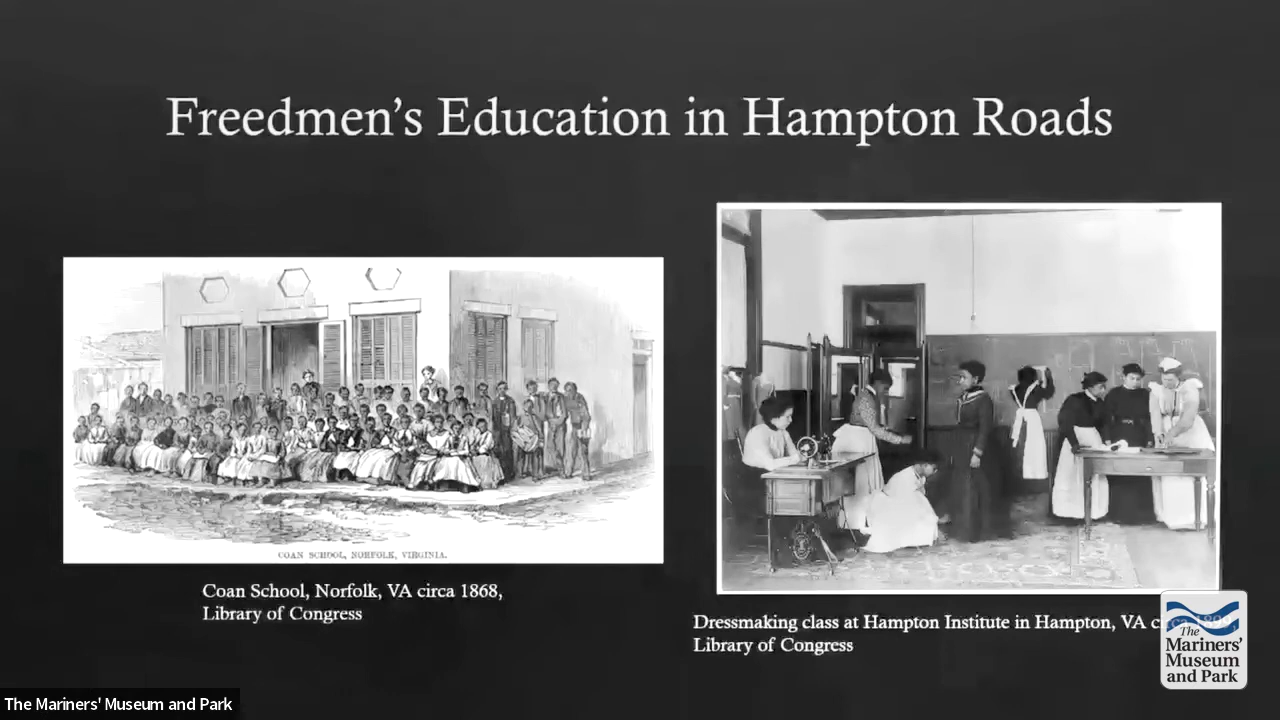 Freedmen's Education in Hampton Roads
COAN SCHOOL, NORFOLK, VIRGINIA.
Coan School, Norfolk, VA circa 1868,
Library of Congress
Dressmaking class at Hampton Institute in Hampton, VA circa 1899,
Library of Congress
The
Mariners'
Museum
and Park
The Mariners' Museum and Park